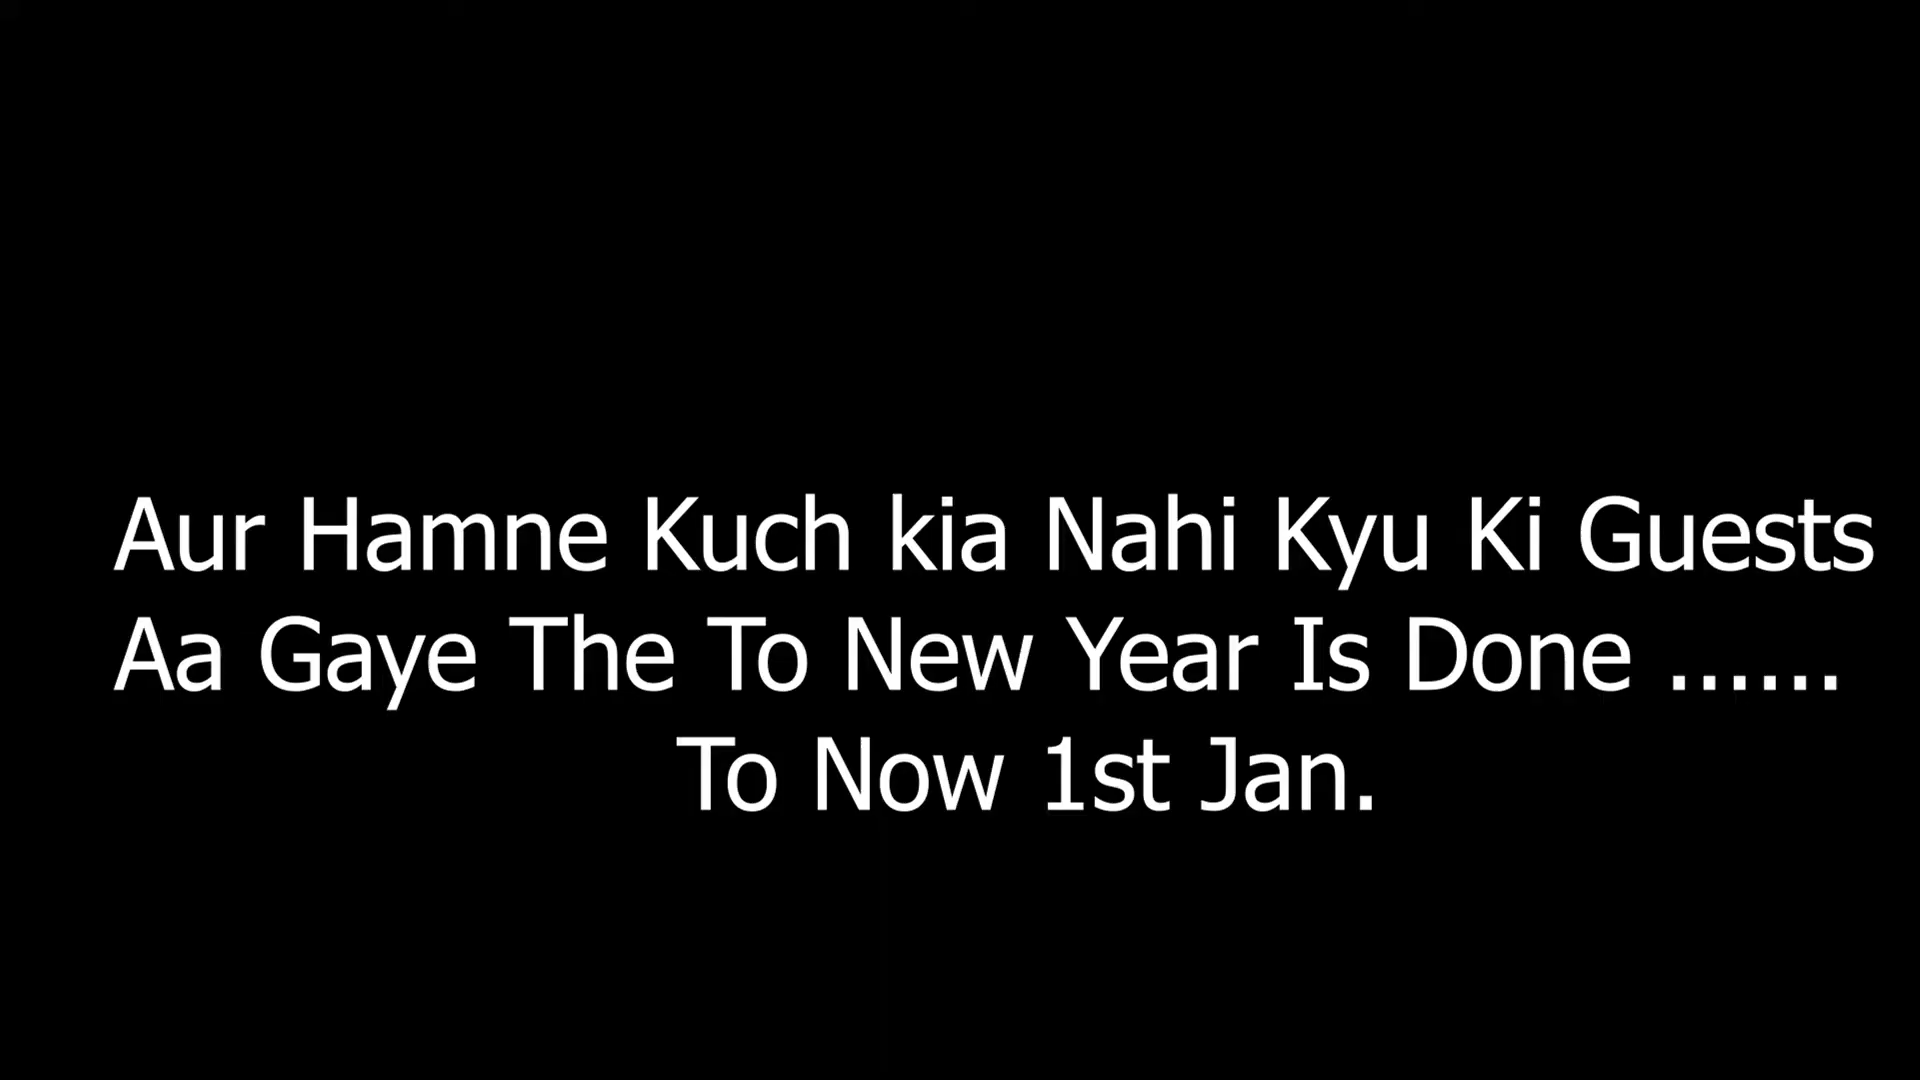 Aur Hamne Kuch kia Nahi Kyu Ki Guests
Aa Gaye The To New Year Is Done ......
To Now 1st Jan.